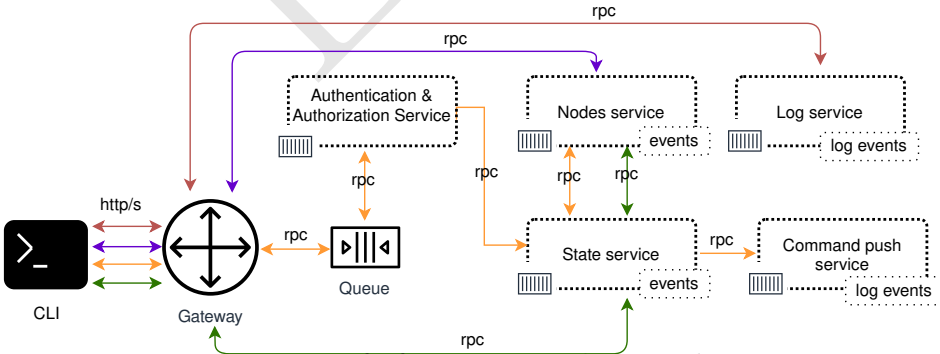 rpc
rpc
Authentication &
Authorization Service
Nodes service
events
Log service
log events
rpc
rpc
rpc
rpc
http/s
>_
CLI
Gateway
rpc
Queue
State service
events
rpc
Command push
service
log events
rpc